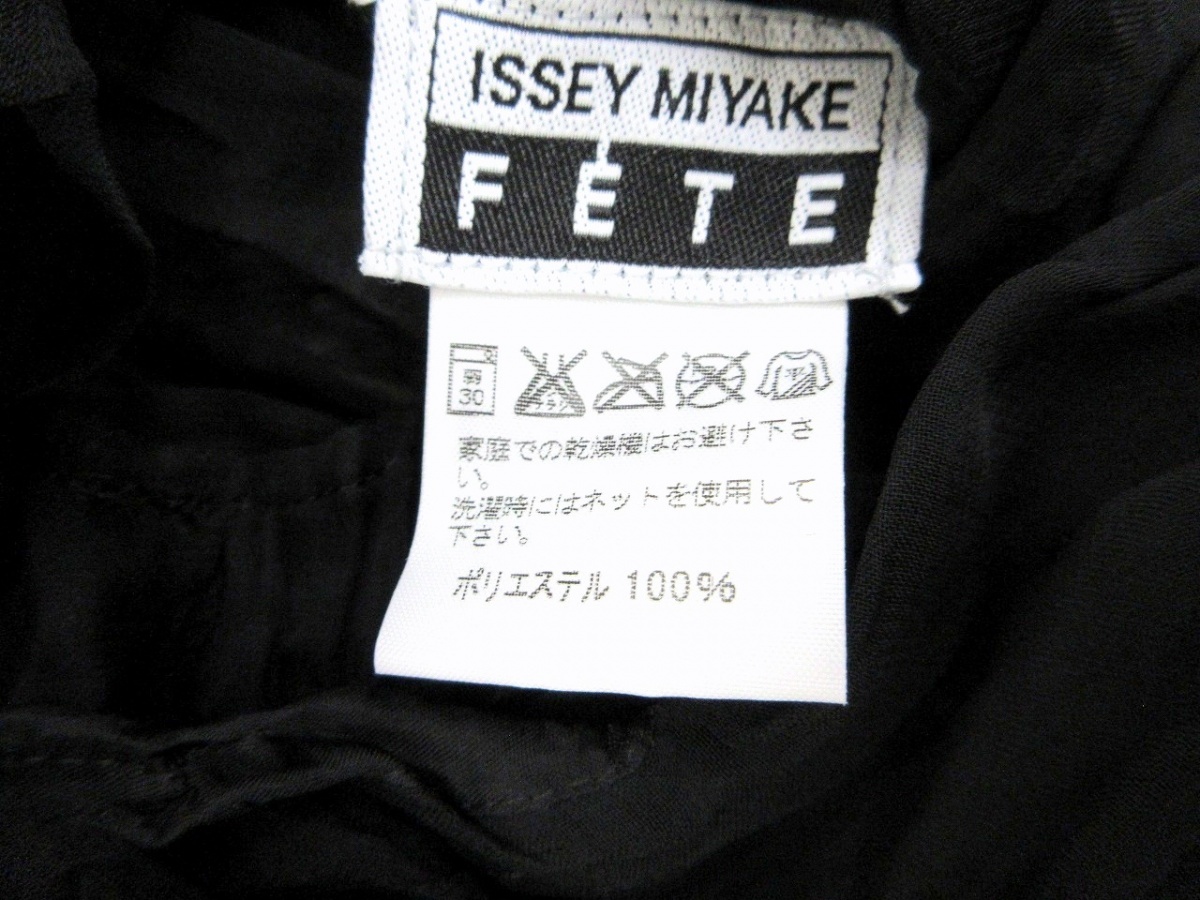 ISSEY MIYAKE
FÊTE
弱
30
家庭での乾燥機はお避け下さ
い。
洗濯時にはネットを使用して
下さい。
ポリエステル 100%